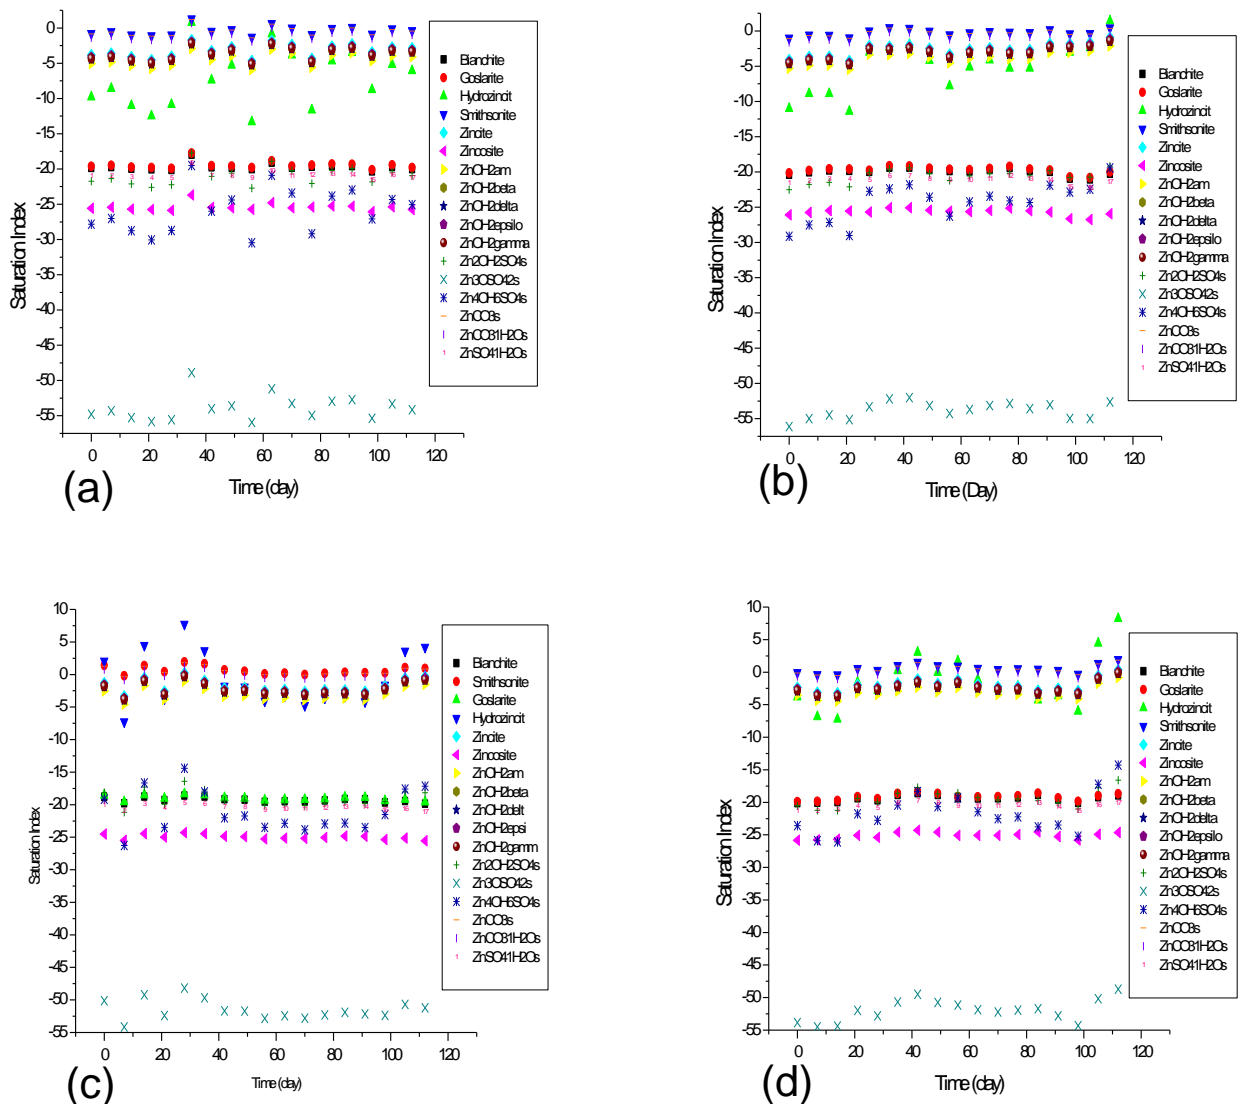 0
-5
-10
-15
-20
-25
-30
-35
-40
-45
-50
-55
Saturation Index
0
20
40
60
80
100
120
Time (day)
(a)
Bianchite
Goslarite
Hydrozincit
Smithsonite
Zincite
Zincosite
ZnOH2am
ZnOH2beta
ZnOH2delta
ZnOH2epsilo
ZnOH2gamma
Zn2OH2SO4s
Zn3OSO42s
Zn4OH6SO4s
ZnCO3s
ZnCO31H2Os
ZnSO41H2Os
0
-5
-10
-15
-20
-25
-30
-35
-40
-45
-50
-55
Saturation Index
0
20
40
60
80
100
120
Time (Day)
(b)
Bianchite
Goslarite
Hydrozincit
Smithsonite
Zincite
Zincosite
ZnOH2am
ZnOH2beta
ZnOH2delta
ZnOH2epsilo
ZnOH2gamma
Zn2OH2SO4s
Zn3OSO42s
Zn4OH6SO4s
ZnCO3s
ZnCO31H2Os
ZnSO41H2Os
10
5
0
-5
-10
-15
-20
-25
-30
-35
-40
-45
-50
-55
Saturation Index
0
20
40
60
80
100
120
Time (day)
(c)
Bianchite
Smithsonite
Goslarite
Hydrozincit
Zincite
Zincosite
ZnOH2am
ZnOH2beta
ZnOH2delt
ZnOH2epsi
ZnOH2gamm
Zn2OH2SO4s
Zn3OSO42s
Zn4OH6SO4s
ZnCO3s
ZnCO31H2Os
ZnSO41H2Os
10
5
0
-5
-10
-15
-20
-25
-30
-35
-40
-45
-50
-55
Saturation Index
0
20
40
60
80
100
120
Time (day)
(d)
Bianchite
Goslarite
Hydrozincit
Smithsonite
Zincite
Zincosite
ZnOH2am
ZnOH2beta
ZnOH2delta
ZnOH2epsilo
ZnOH2gamma
Zn2OH2SO4s
Zn3OSO42s
Zn4OH6SO4s
ZnCO3s
ZnCO31H2Os
ZnSO41H2Os